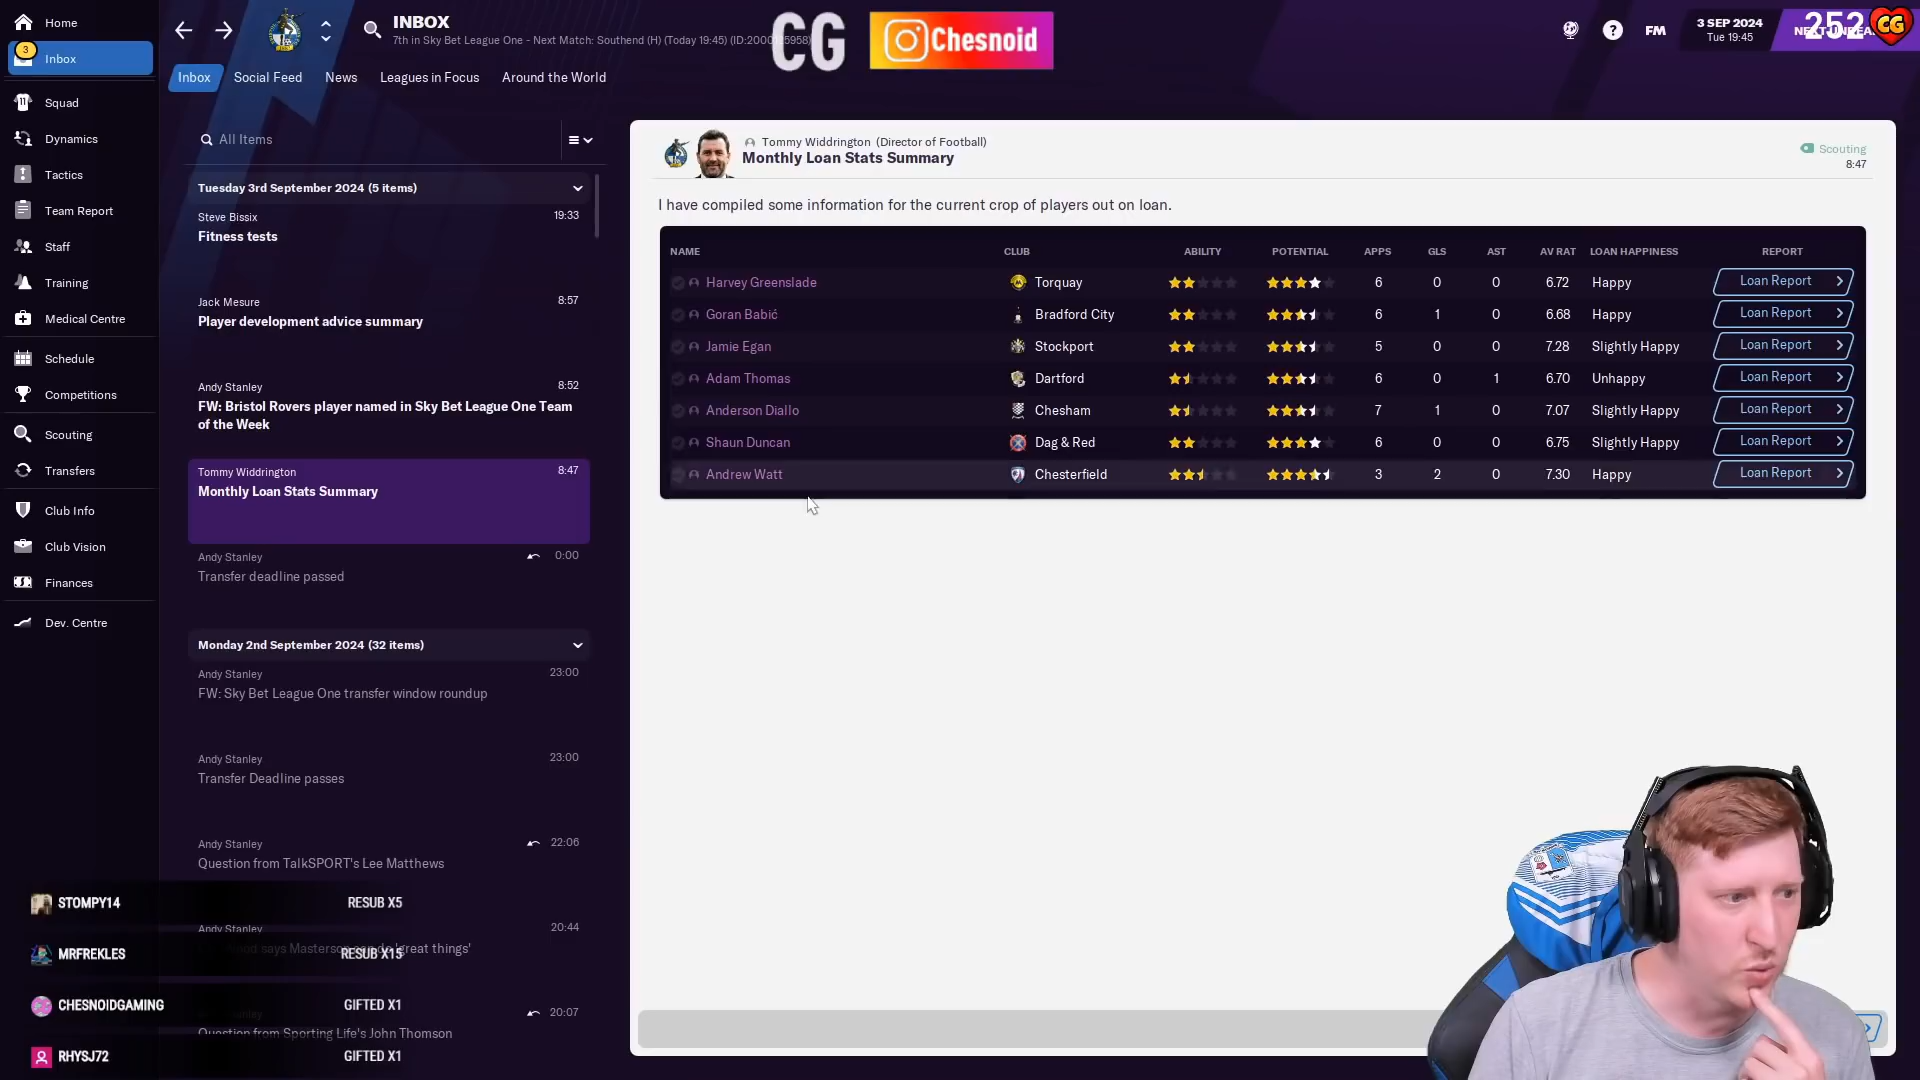 Home
Inbox
3
Squad
Dynamics
Tactics
Team Report
Staff
Training
Medical Centre
Schedule
Competitions
Scouting
Transfers
Club Info
Club Vision
Finances
Dev. Centre
INBOX
7th in Sky Bet League One - Next Match: Southend (H) (Today 19:45)
CG
Chesnoid
FM
3 SEP 2024
Tue 19:45
252
CG
Inbox Social Feed News Leagues in Focus Around the World
All Items
Tuesday 3rd September 2024 (5 items)
Steve Bissix 19:33
Fitness tests
Jack Mesure 8:57
Player development advice summary
Andy Stanley 8:52
FW: Bristol Rovers player named in Sky Bet League One Team
of the Week
Tommy Widdrington 8:47
Monthly Loan Stats Summary
Andy Stanley 0:00
Transfer deadline passed
Monday 2nd September 2024 (32 items)
Andy Stanley 23:00
FW: Sky Bet League One transfer window roundup
Andy Stanley 23:00
Transfer Deadline passes
Andy Stanley 22:06
Question from TalkSPORT's Lee Matthews
Andy Stanley 20:44
says Masterson can do 'great things'
20:07
Question from Sporting Life's John Thomson
STOMPY14 RESUB X5
MRFREKLES RESUB X15
CHESNOIDGAMING GIFTED X1
RHYSJ72 GIFTED X1
Tommy Widdrington (Director of Football)
Monthly Loan Stats Summary
Scouting
8:47
I have compiled some information for the current crop of players out on loan.
NAME CLUB ABILITY POTENTIAL APPS GLS AST AV RAT LOAN HAPPINESS REPORT
Harvey Greenslade Torquay 6 0 0 6.72 Happy Loan Report
Goran Babić Bradford City 6 1 0 6.68 Happy Loan Report
Jamie Egan Stockport 5 0 0 7.28 Slightly Happy Loan Report
Adam Thomas Dartford 6 0 1 6.70 Unhappy Loan Report
Anderson Diallo Chesham 7 1 0 7.07 Slightly Happy Loan Report
Shaun Duncan Dag & Red 6 0 0 6.75 Slightly Happy Loan Report
Andrew Watt Chesterfield 3 2 0 7.30 Happy Loan Report